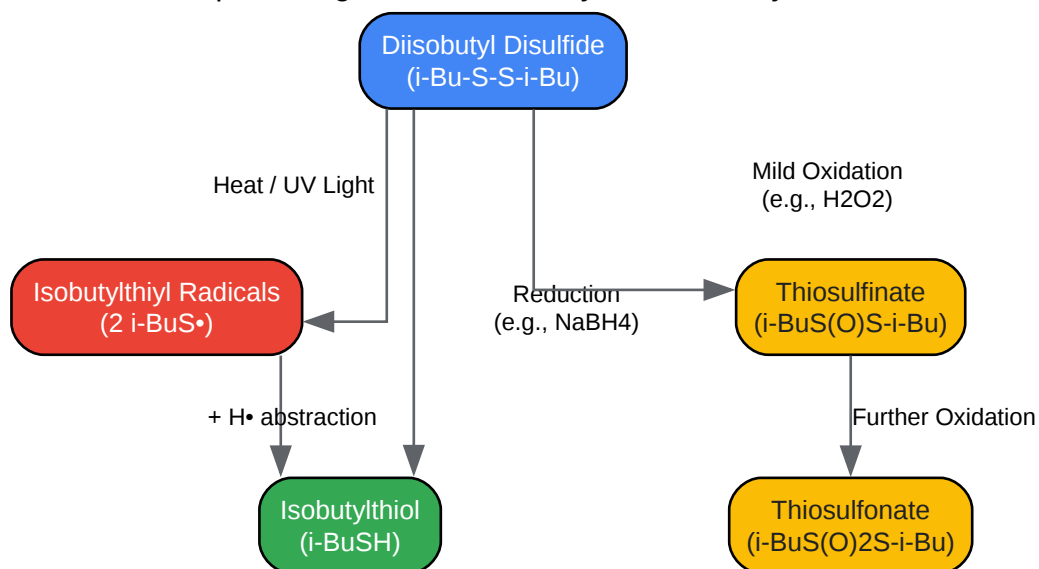 Diisobutyl Disulfide
(i-Bu-S-S-i-Bu)
Heat / UV Light
Mild Oxidation
(e.g., H2O2)
Isobutylthiyl Radicals
(2 i-BuS•)
Reduction
(e.g., NaBH4)
Thiosulfinate
(i-BuS(O)S-i-Bu)
+ H• abstraction
Further Oxidation
Isobutylthiol
(i-BuSH)
Thiosulfonate
(i-BuS(O)2S-i-Bu)